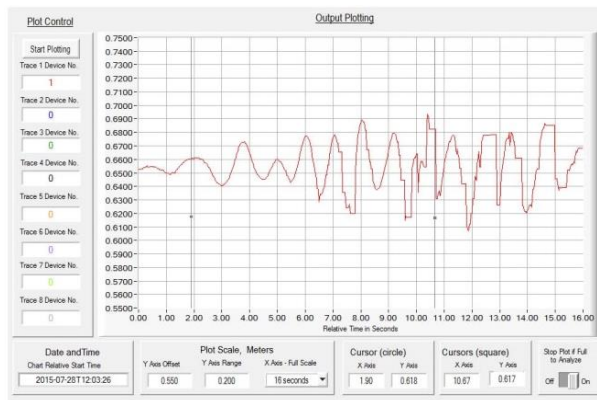 Plot Control
Output Plotting
Start Plotting
Trace 1 Device No.
1
Trace 2 Device No.
0
Trace 3 Device No.
0
Trace 4 Device No.
0
Trace 5 Device No.
0
Trace 6 Device No.
0
Trace 7 Device No.
0
Trace 8 Device No.
0
0.7500
0.7400
0.7300
0.7200
0.7100
0.7000
0.6900
0.6800
0.6700
0.6600
0.6500
0.6400
0.6300
0.6200
0.6100
0.6000
0.5900
0.5800
0.5700
0.5600
0.5500
0.00 1.00 2.00 3.00 4.00 5.00 6.00 7.00 8.00 9.00 10.00 11.00 12.00 13.00 14.00 15.00 16.00
Relative Time in Seconds
Date and Time
Chart Relative Start Time
2015-07-28T12:03:26
Plot Scale, Meters
Y Axis Offset Y Axis Range X Axis - Full Scale
0.550 0.200 16 seconds
Cursor (circle)
X Axis Y Axis
1.90 0.618
Cursors (square)
X Axis Y Axis
10.67 0.617
Stop Plot if Full
to Analyze
Off On